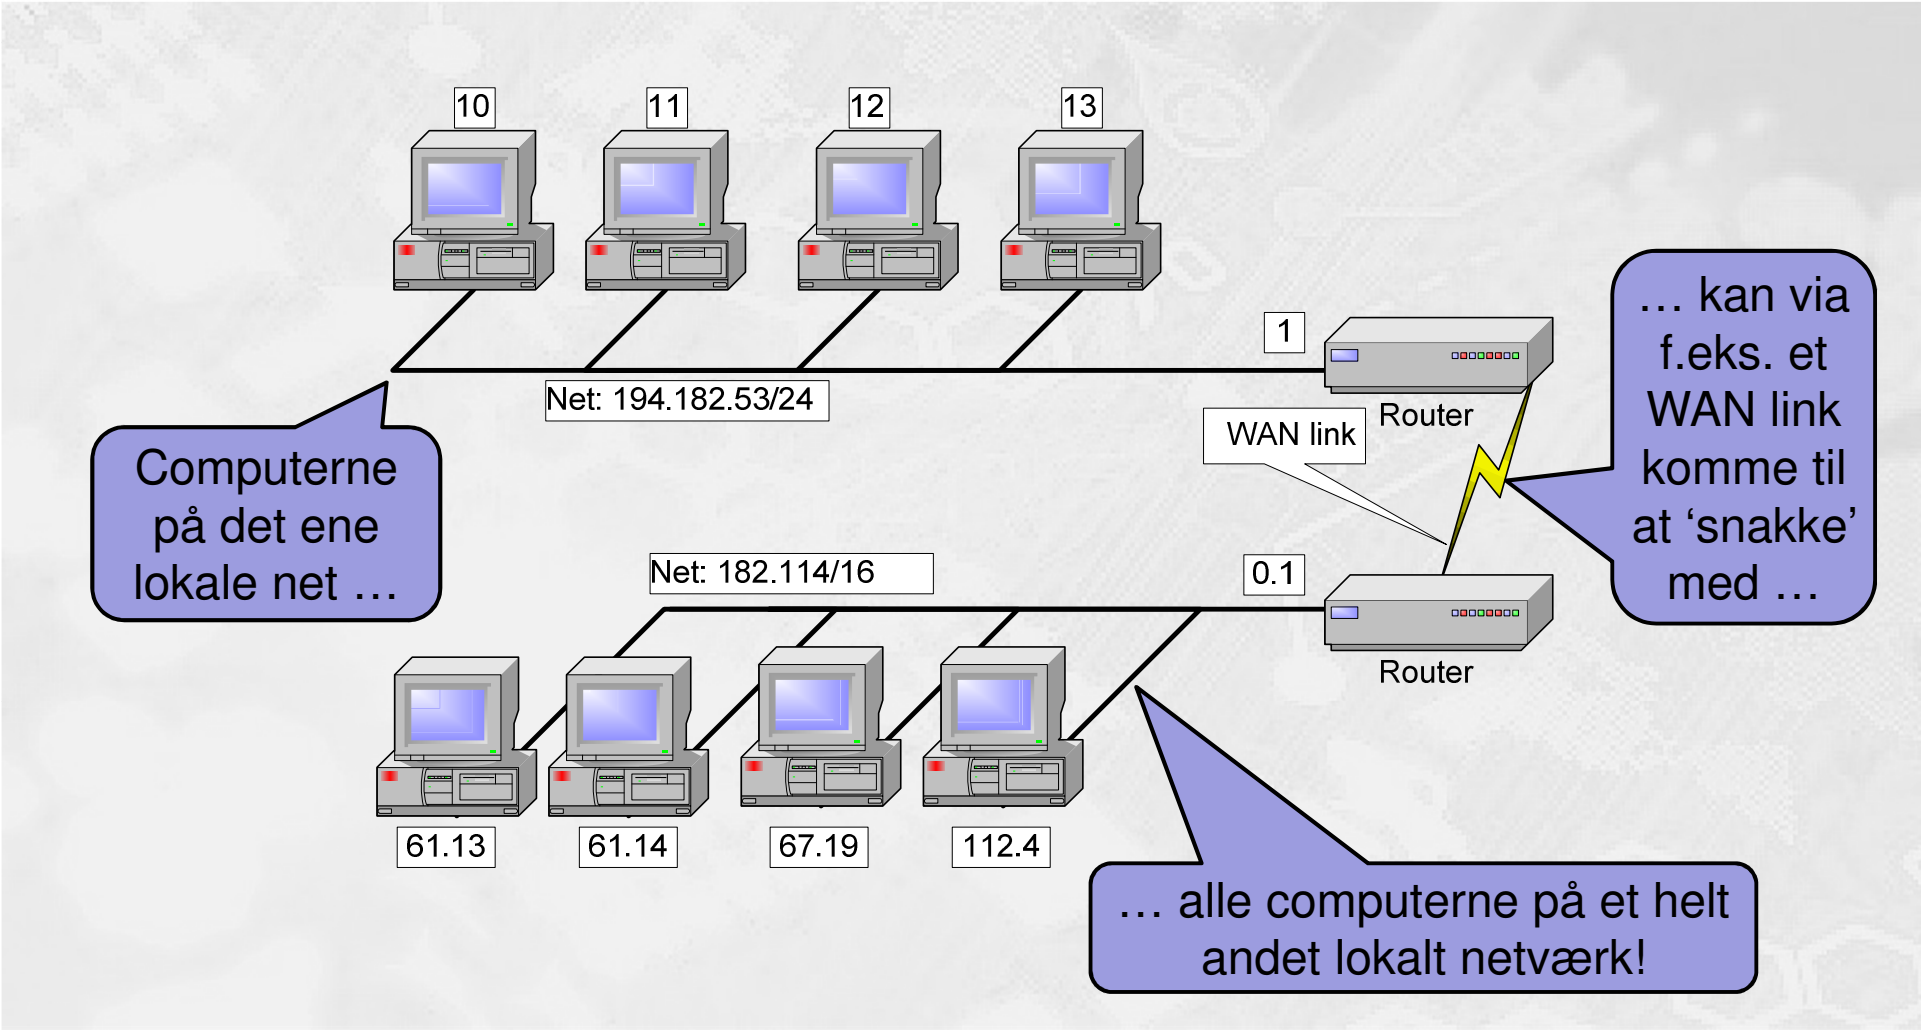 10
11
12
13
1
Router
Net: 194.182.53/24
WAN link
Computerne
på det ene
lokale net …
… kan via
f.eks. et
WAN link
komme til
at ‘snakke’
med …
Net: 182.114/16
0.1
Router
61.13
61.14
67.19
112.4
… alle computerne på et helt
andet lokalt netværk!